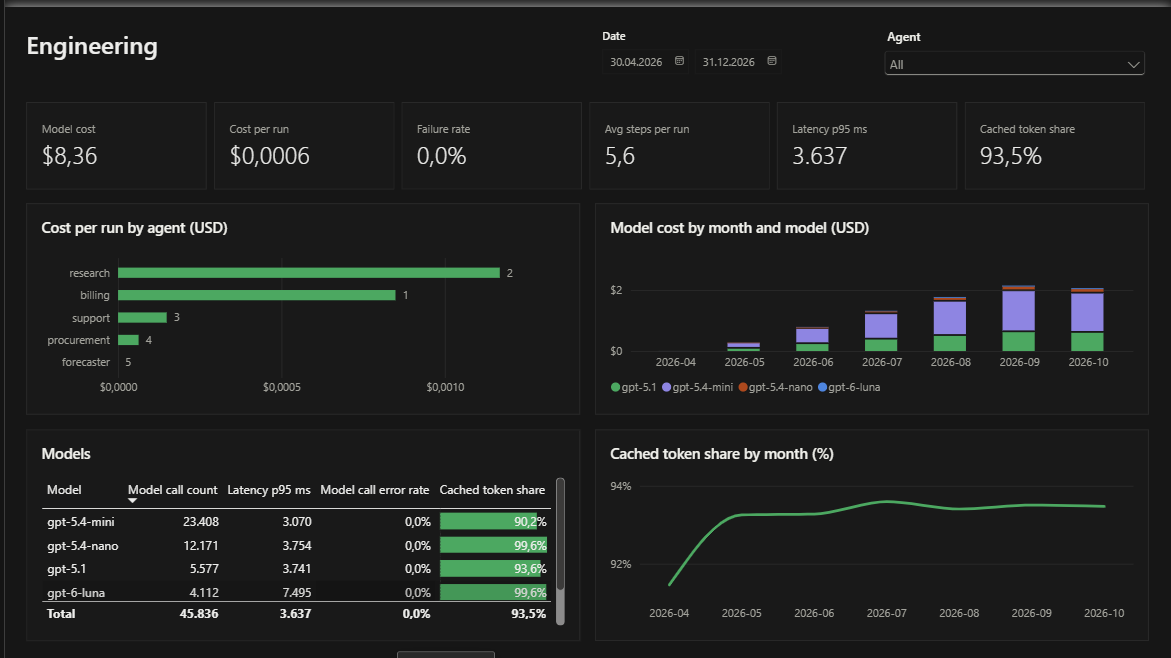 Engineering
Date
30.04.2026
31.12.2026
Agent
All
Model cost
$8,36
Cost per run
$0,0006
Failure rate
0,0%
Avg steps per run
5,6
Latency p95 ms
3.637
Cached token share
93,5%
Cost per run by agent (USD)
research 2
billing 1
support 3
procurement 4
forecaster 5
$0,0000 $0,0005 $0,0010
Model cost by month and model (USD)
$2
$0
2026-04 2026-05 2026-06 2026-07 2026-08 2026-09 2026-10
gpt-5.1 gpt-5.4-mini gpt-5.4-nano gpt-6-luna
Models
Model Model call count Latency p95 ms Model call error rate Cached token share
gpt-5.4-mini 23.408 3.070 0,0% 90,2%
gpt-5.4-nano 12.171 3.754 0,0% 99,6%
gpt-5.1 5.577 3.741 0,0% 93,6%
gpt-6-luna 4.112 7.495 0,0% 99,6%
Total 45.836 3.637 0,0% 93,5%
Cached token share by month (%)
94%
92%
2026-04 2026-05 2026-06 2026-07 2026-08 2026-09 2026-10